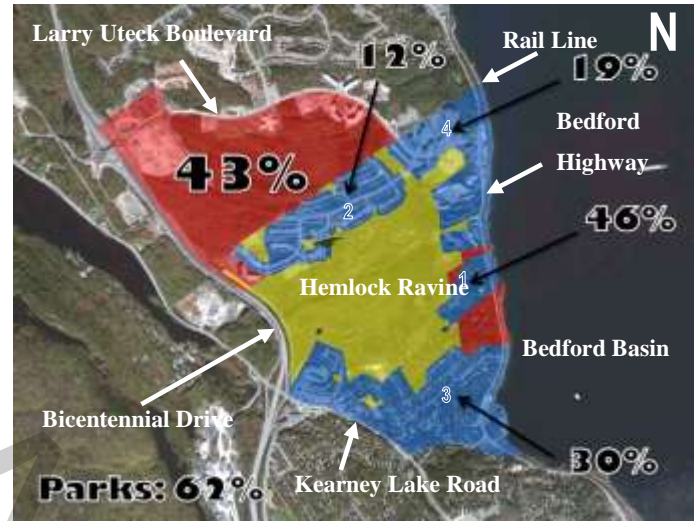 Larry Uteck Boulevard
12%
Rail Line
N
19%
4
Bedford
Highway
43%
2
46%
1
Hemlock Ravine
Bedford Basin
3
Bicentennial Drive
30%
Parks: 62%
Kearney Lake Road